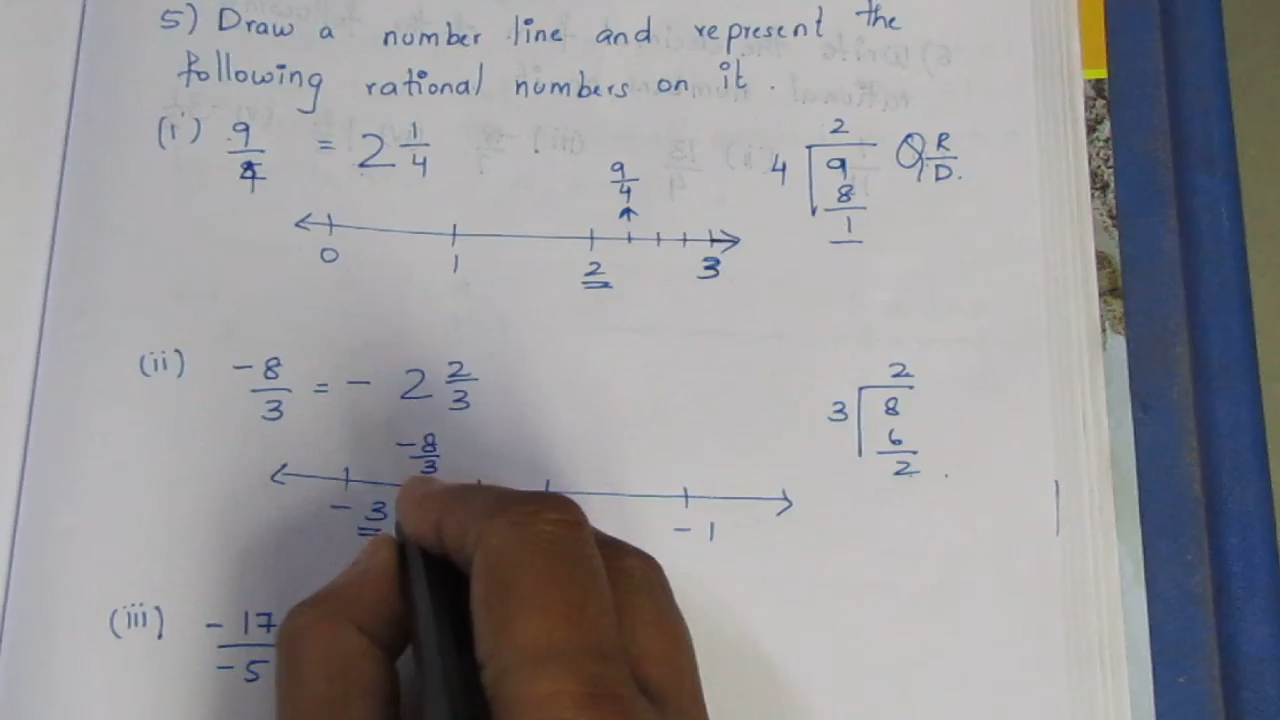 5) Draw a number line and represent the
following rational numbers on it.
(i) 9/4 = 2 1/4
2
4 9 Q R/D.
8
1
9/4
0 1 2 3
(ii) -8/3 = - 2 2/3
2
3 8
6
2
-8/3
-3 -1
(iii) -17/-5